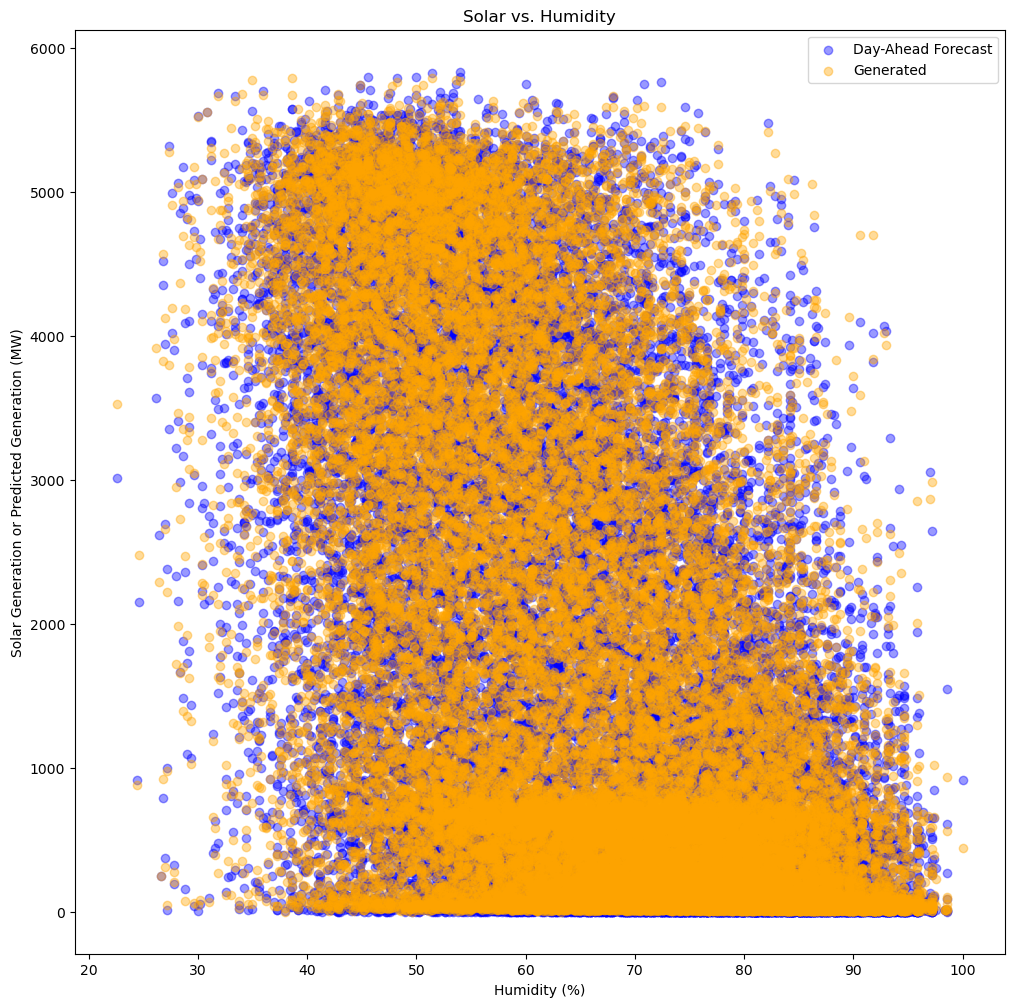 Solar vs. Humidity
Day-Ahead Forecast
Generated
6000
5000
4000
3000
2000
1000
0
Solar Generation or Predicted Generation (MW)
20 30 40 50 60 70 80 90 100
Humidity (%)